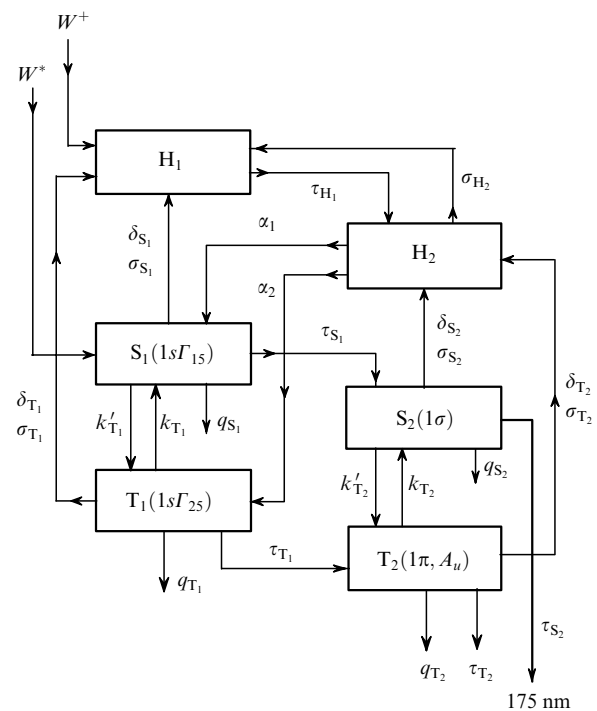 W⁺
W*
H₁
σ_H₂
τ_H₁
δ_S₁
σ_S₁
α₁
H₂
α₂
τ_S₁
δ_S₂
σ_S₂
S₁(1sΓ₁₅)
δ_T₂
σ_T₂
δ_T₁
σ_T₁
k′_T₁
k_T₁
q_S₁
S₂(1σ)
q_S₂
k′_T₂
k_T₂
T₁(1sΓ₂₅)
τ_T₁
T₂(1π, A_u)
q_T₁
τ_S₂
q_T₂
τ_T₂
175 nm